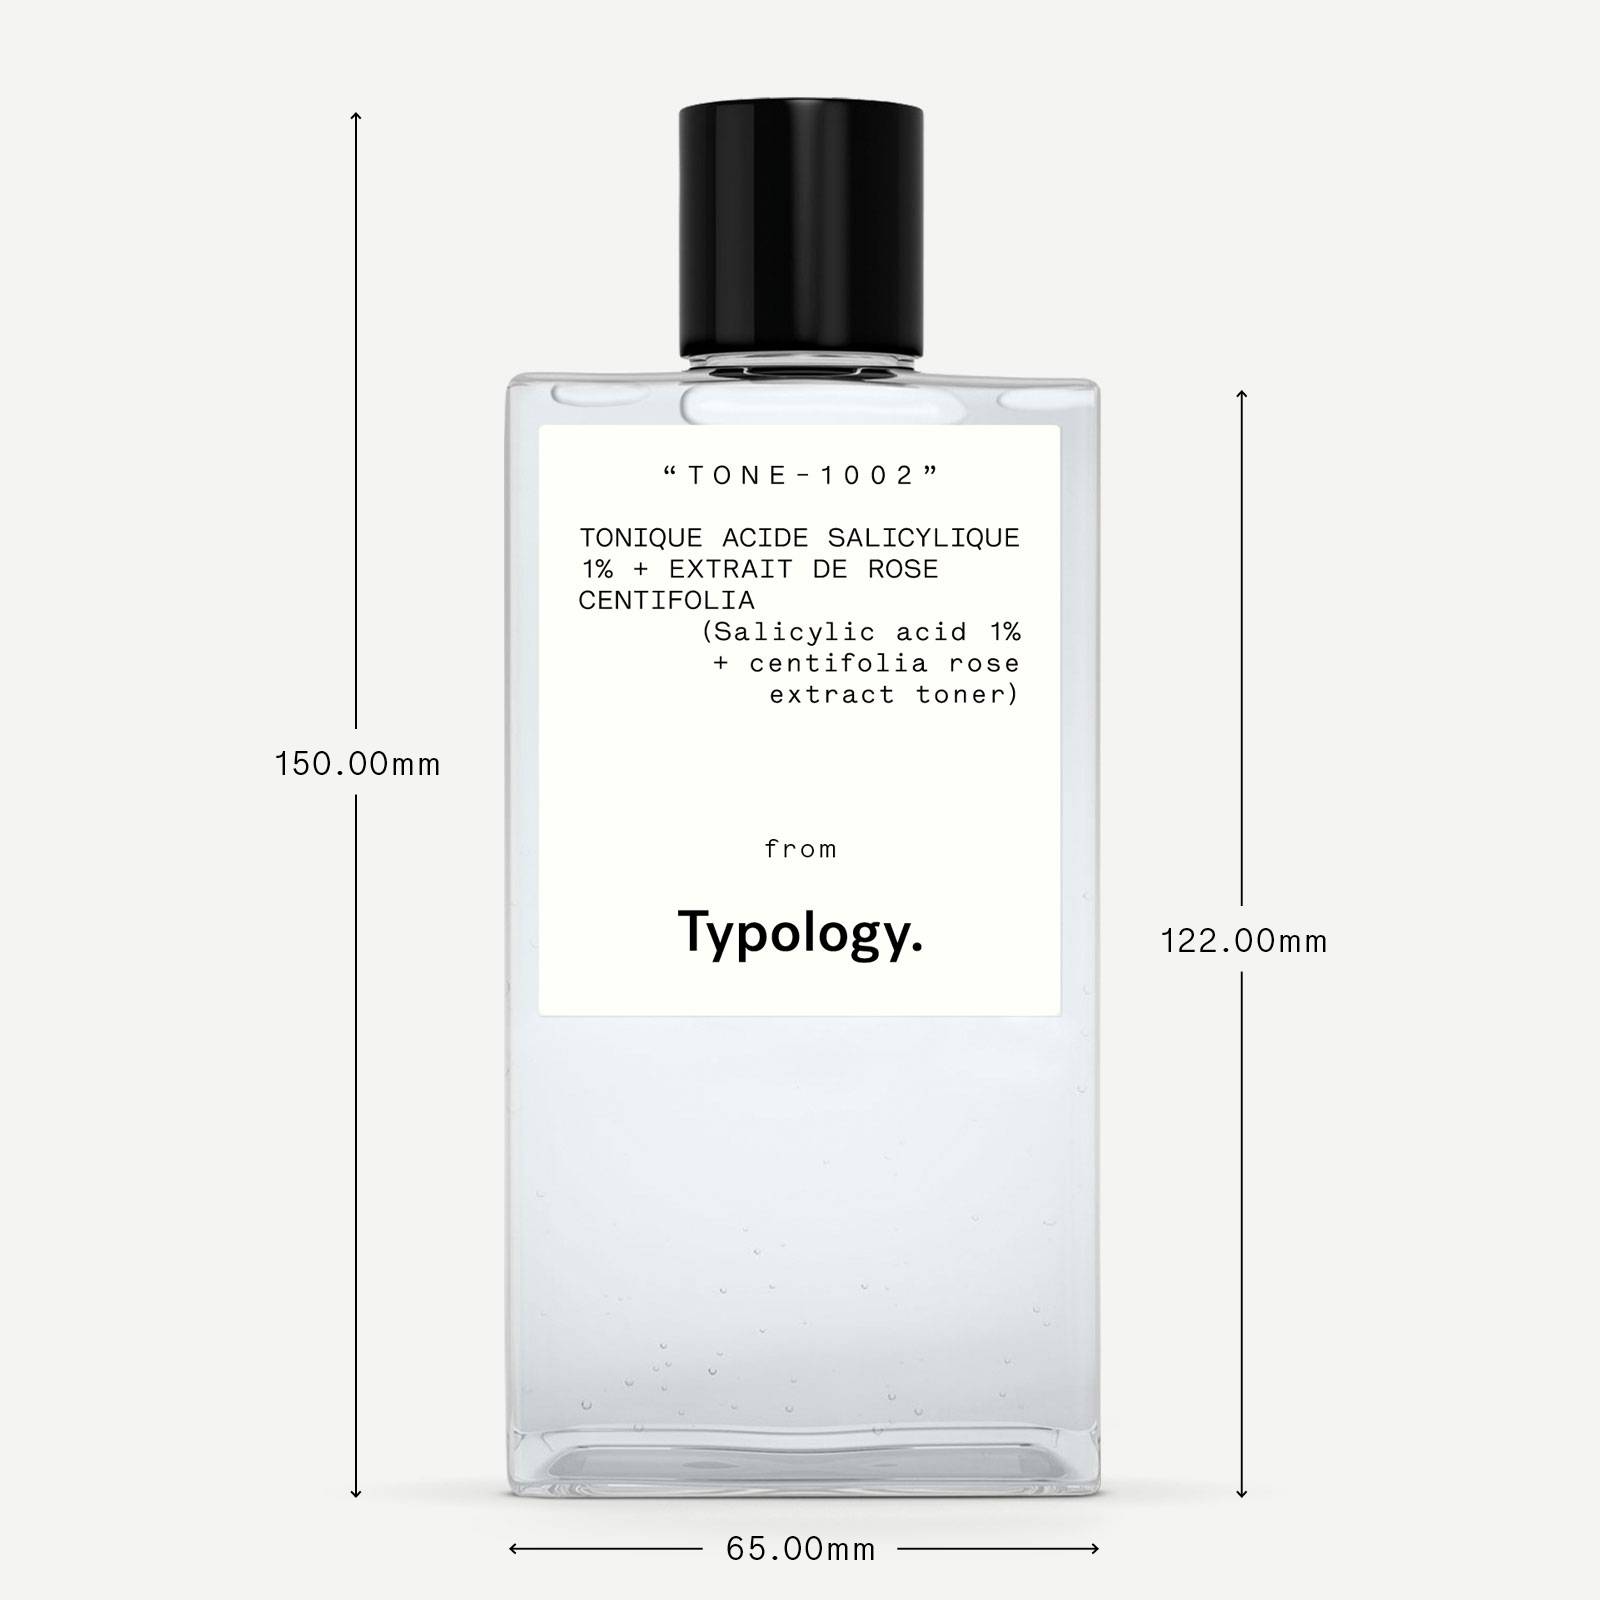 “TONE-1002”
TONIQUE ACIDE SALICYLIQUE
1% + EXTRAIT DE ROSE
CENTIFOLIA
(Salicylic acid 1%
+ centifolia rose
extract toner)
150.00mm
from
Typology.
122.00mm
65.00mm